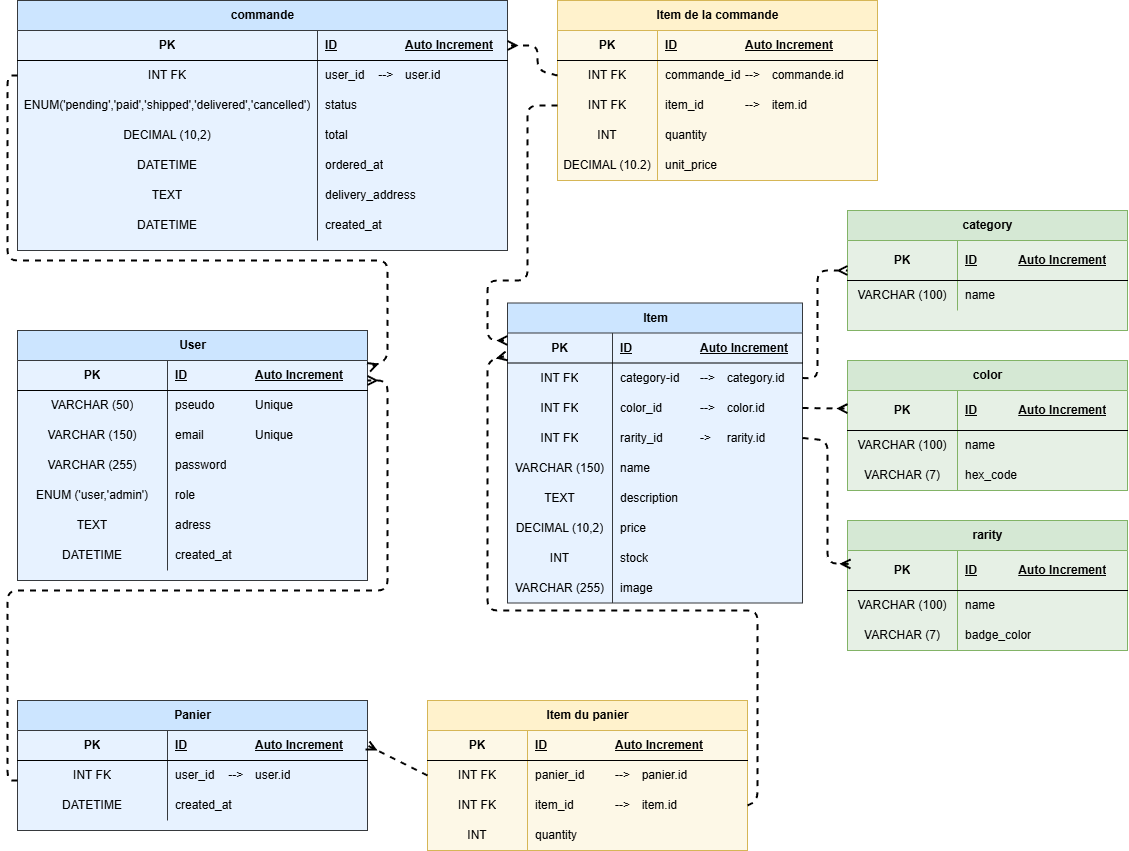 commande
PK ID Auto Increment
INT FK user_id --> user.id
ENUM('pending','paid','shipped','delivered','cancelled') status
DECIMAL (10,2) total
DATETIME ordered_at
TEXT delivery_address
DATETIME created_at
Item de la commande
PK ID Auto Increment
INT FK commande_id --> commande.id
INT FK item_id --> item.id
INT quantity
DECIMAL (10.2) unit_price
category
PK ID Auto Increment
VARCHAR (100) name
User
PK ID Auto Increment
VARCHAR (50) pseudo Unique
VARCHAR (150) email Unique
VARCHAR (255) password
ENUM ('user,'admin') role
TEXT adress
DATETIME created_at
Item
PK ID Auto Increment
INT FK category-id --> category.id
INT FK color_id --> color.id
INT FK rarity_id -> rarity.id
VARCHAR (150) name
TEXT description
DECIMAL (10,2) price
INT stock
VARCHAR (255) image
color
PK ID Auto Increment
VARCHAR (100) name
VARCHAR (7) hex_code
rarity
PK ID Auto Increment
VARCHAR (100) name
VARCHAR (7) badge_color
Panier
PK ID Auto Increment
INT FK user_id --> user.id
DATETIME created_at
Item du panier
PK ID Auto Increment
INT FK panier_id --> panier.id
INT FK item_id --> item.id
INT quantity